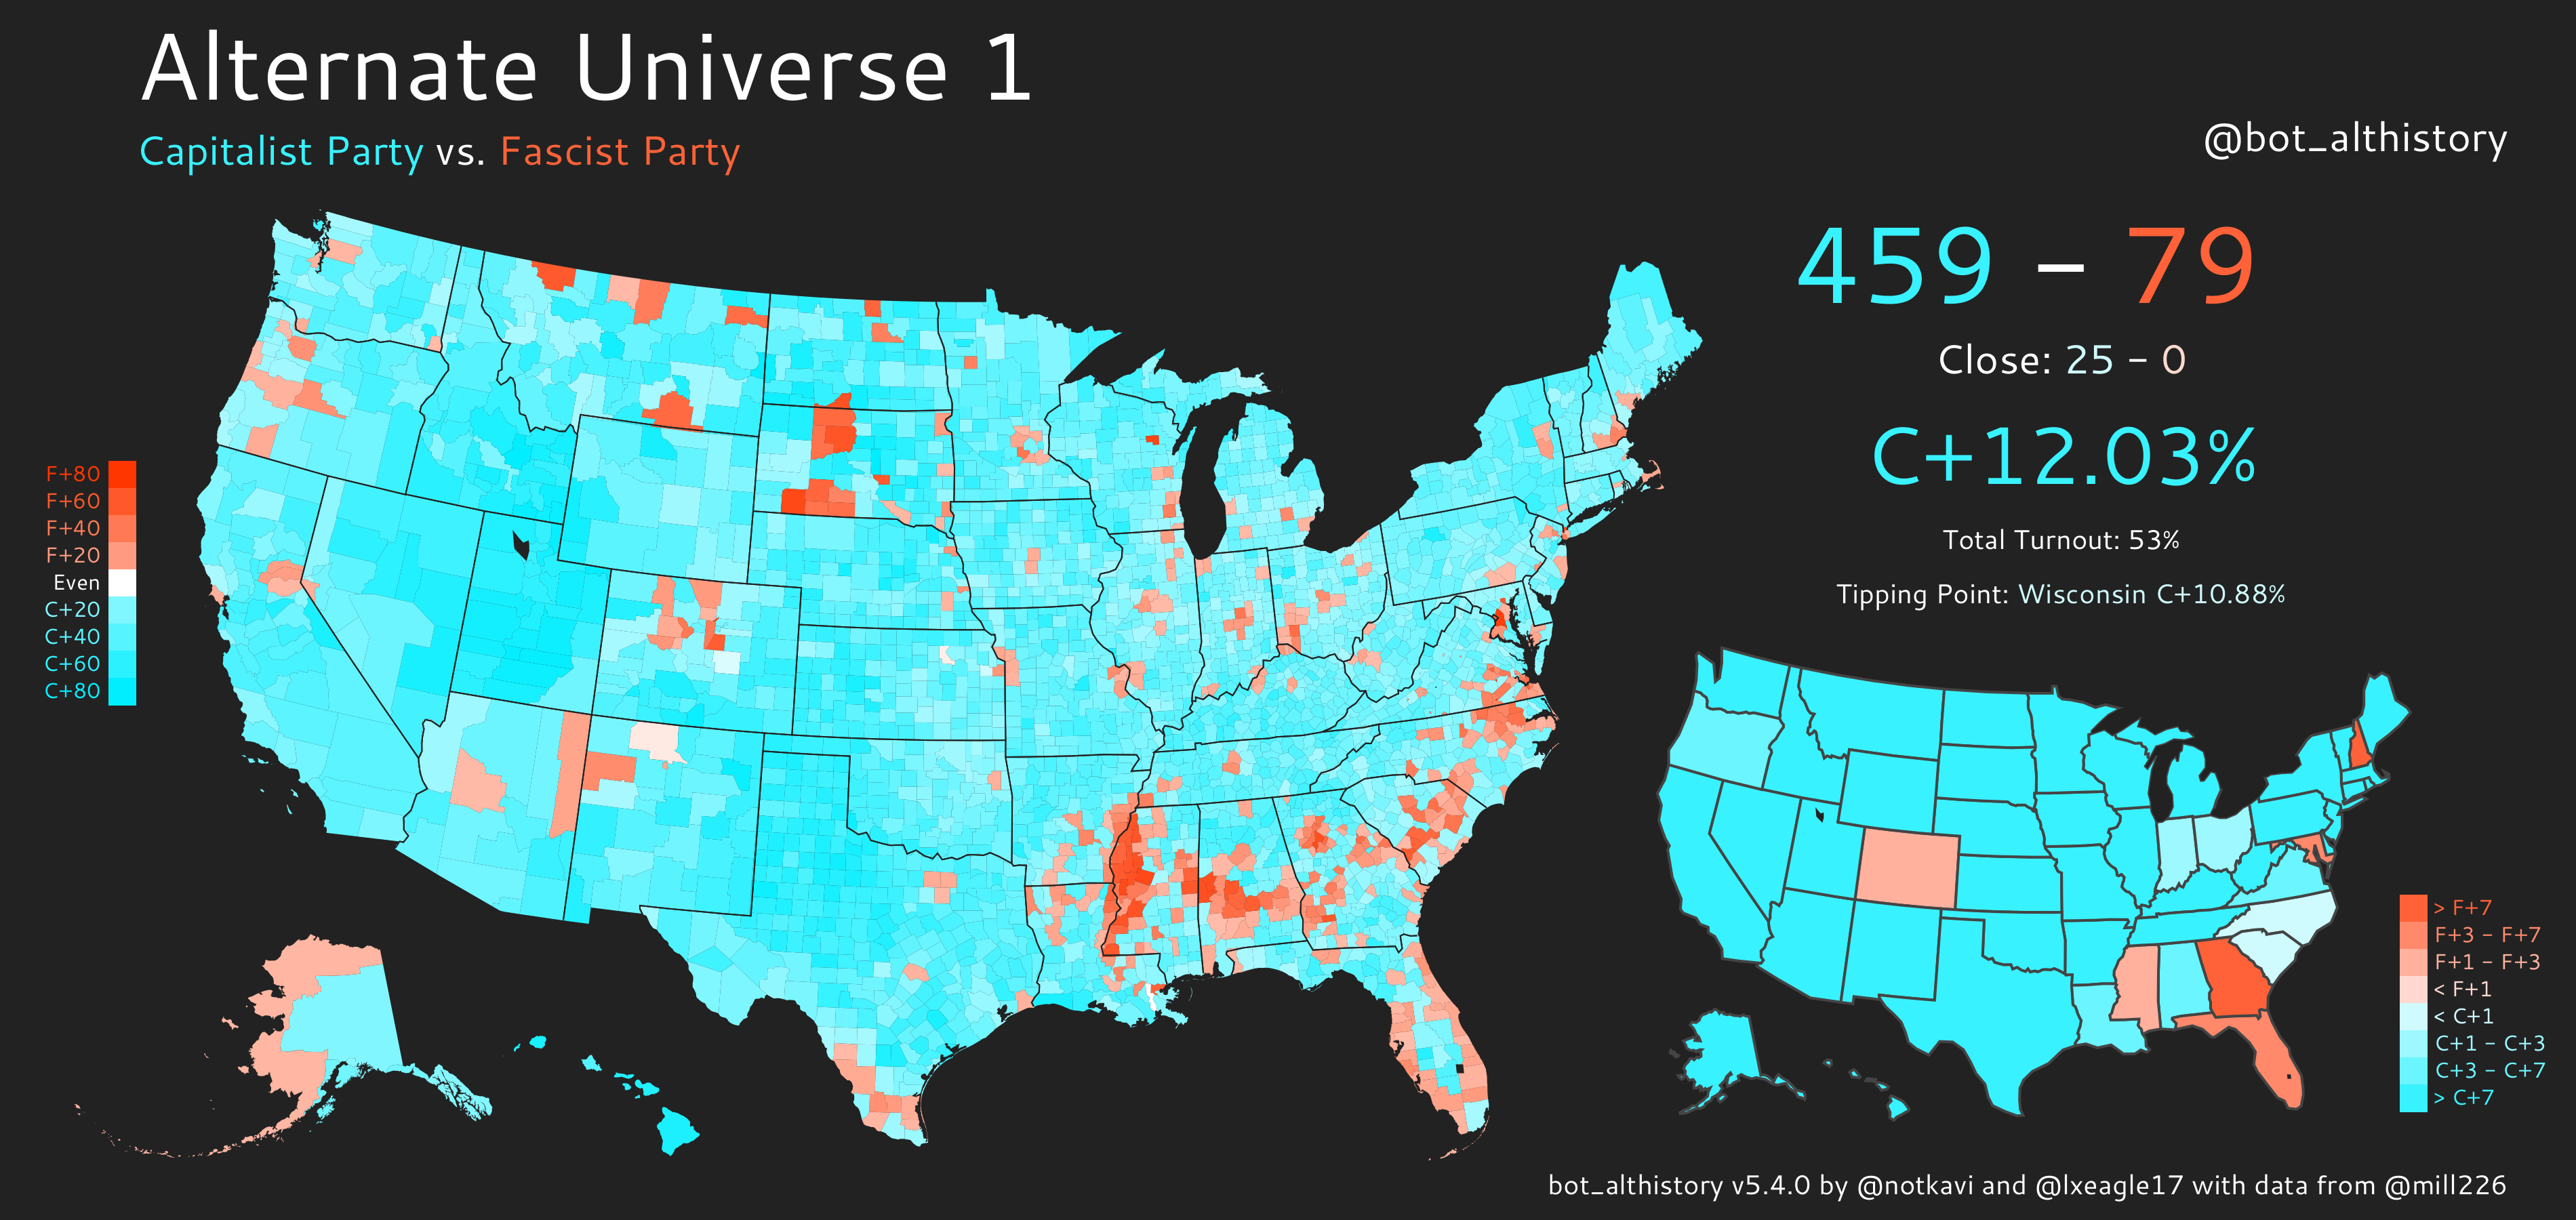 Alternate Universe 1
Capitalist Party vs. Fascist Party
@bot_althistory
459 – 79
Close: 25 - 0
C+12.03%
Total Turnout: 53%
Tipping Point: Wisconsin C+10.88%
F+80
F+60
F+40
F+20
Even
C+20
C+40
C+60
C+80
> F+7
F+3 - F+7
F+1 - F+3
< F+1
< C+1
C+1 - C+3
C+3 - C+7
> C+7
bot_althistory v5.4.0 by @notkavi and @lxeagle17 with data from @mill226